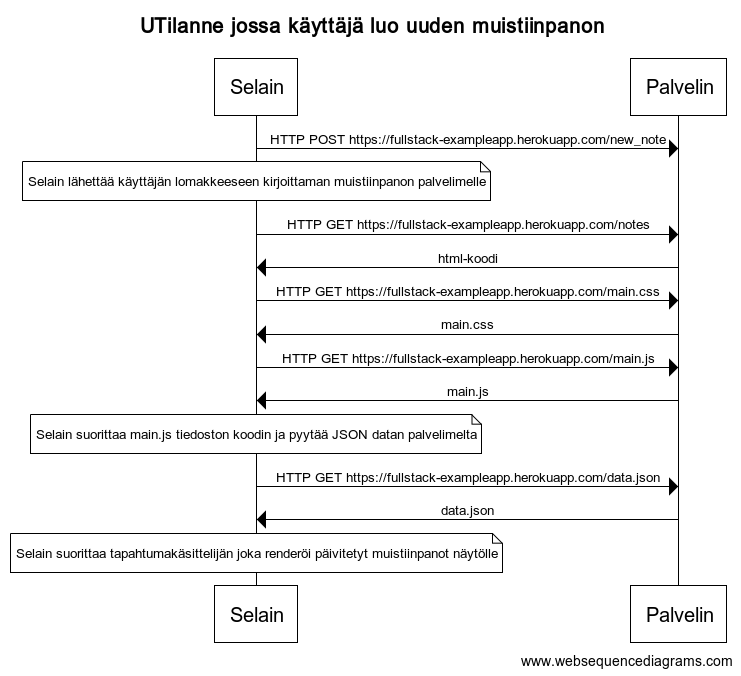 UTilanne jossa käyttäjä luo uuden muistiinpanon
Selain
Palvelin
HTTP POST https://fullstack-exampleapp.herokuapp.com/new_note
Selain lähettää käyttäjän lomakkeeseen kirjoittaman muistiinpanon palvelimelle
HTTP GET https://fullstack-exampleapp.herokuapp.com/notes
html-koodi
HTTP GET https://fullstack-exampleapp.herokuapp.com/main.css
main.css
HTTP GET https://fullstack-exampleapp.herokuapp.com/main.js
main.js
Selain suorittaa main.js tiedoston koodin ja pyytää JSON datan palvelimelta
HTTP GET https://fullstack-exampleapp.herokuapp.com/data.json
data.json
Selain suorittaa tapahtumakäsittelijän joka renderöi päivitetyt muistiinpanot näytölle
Selain
Palvelin
www.websequencediagrams.com